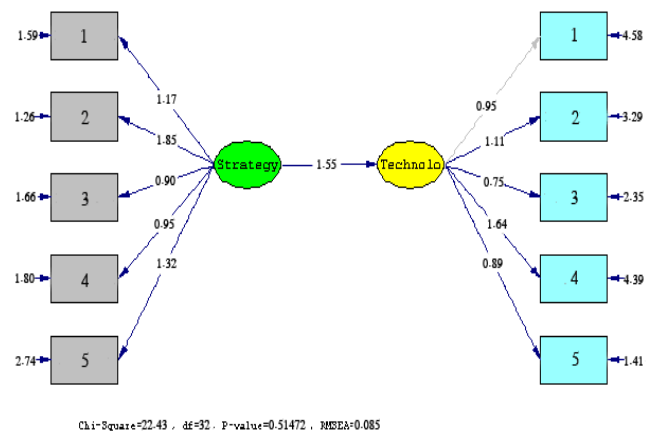 1.59 1 1 4.58
1.17 0.95
1.26 2 2 3.29
1.85 1.11
Strategy 1.55 Technolo
0.90 0.75
1.66 3 3 2.35
0.95 1.64
1.32 0.89
1.80 4 4 4.39
2.74 5 5 1.41
Chi-Square=22.43 , df=32 . P-value=0.51472 , RMSEA=0.085